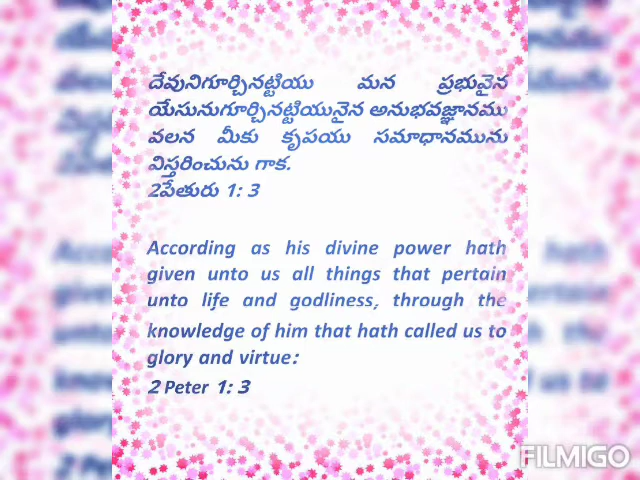 దేవునిగూర్చినట్టియు మన ప్రభువైన
యేసునుగూర్చినట్టియునైన అనుభవజ్ఞానము
వలన మీకు కృపయు సమాధానమును
విస్తరించును గాక.
2పేతురు 1: 3
According as his divine power hath
given unto us all things that pertain
unto life and godliness, through the
knowledge of him that hath called us to
glory and virtue:
2 Peter 1: 3
FILMIGO